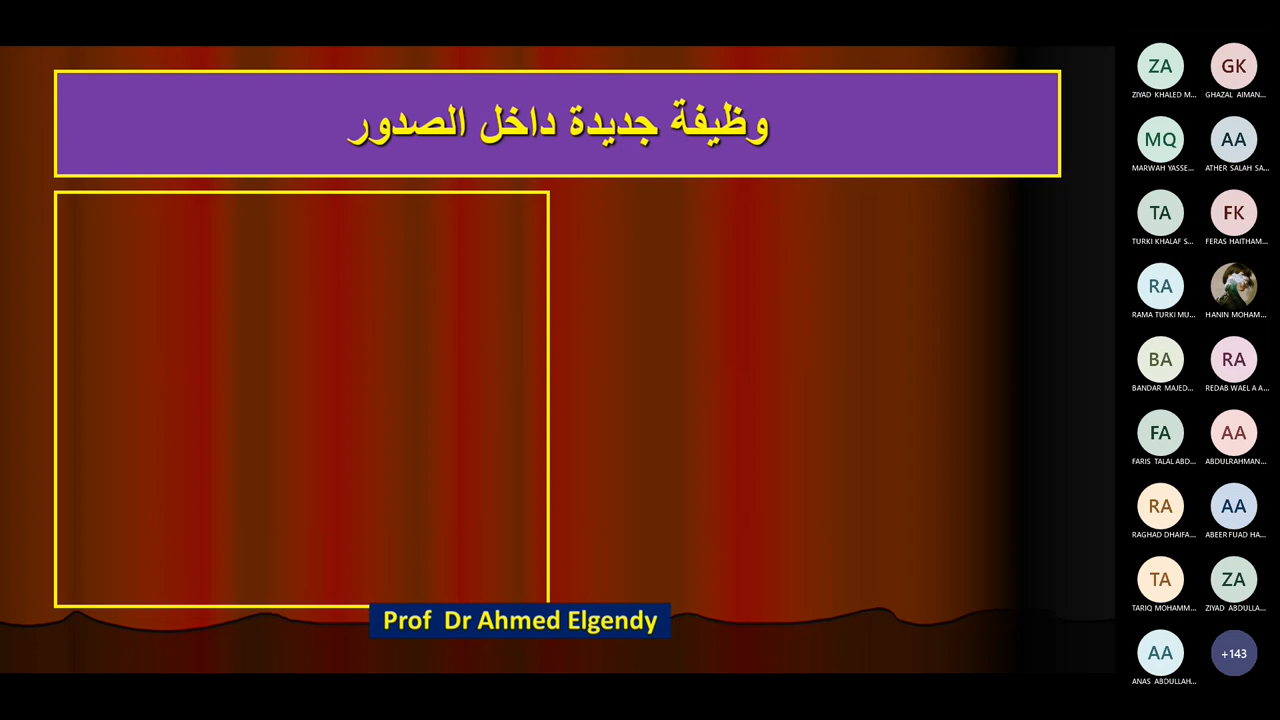 وظيفة جديدة داخل الصدور
Prof Dr Ahmed Elgendy
ZA
GK
ZIYAD KHALED M...
GHAZAL AIMAN...
MQ
AA
MARWAH YASSE...
ATHER SALAH SA...
TA
FK
TURKI KHALAF S...
FERAS HAITHAM...
RA
RAMA TURKI MU...
HANIN MOHAM...
BA
RA
BANDAR MAJED...
REDAB WAEL A A...
FA
AA
FARIS TALAL ABD...
ABDULRAHMAN...
RA
AA
RAGHAD DHAIFA...
ABEER FUAD HA...
TA
ZA
TARIQ MOHAMM...
ZIYAD ABDULLA...
AA
+143
ANAS ABDULLAH...